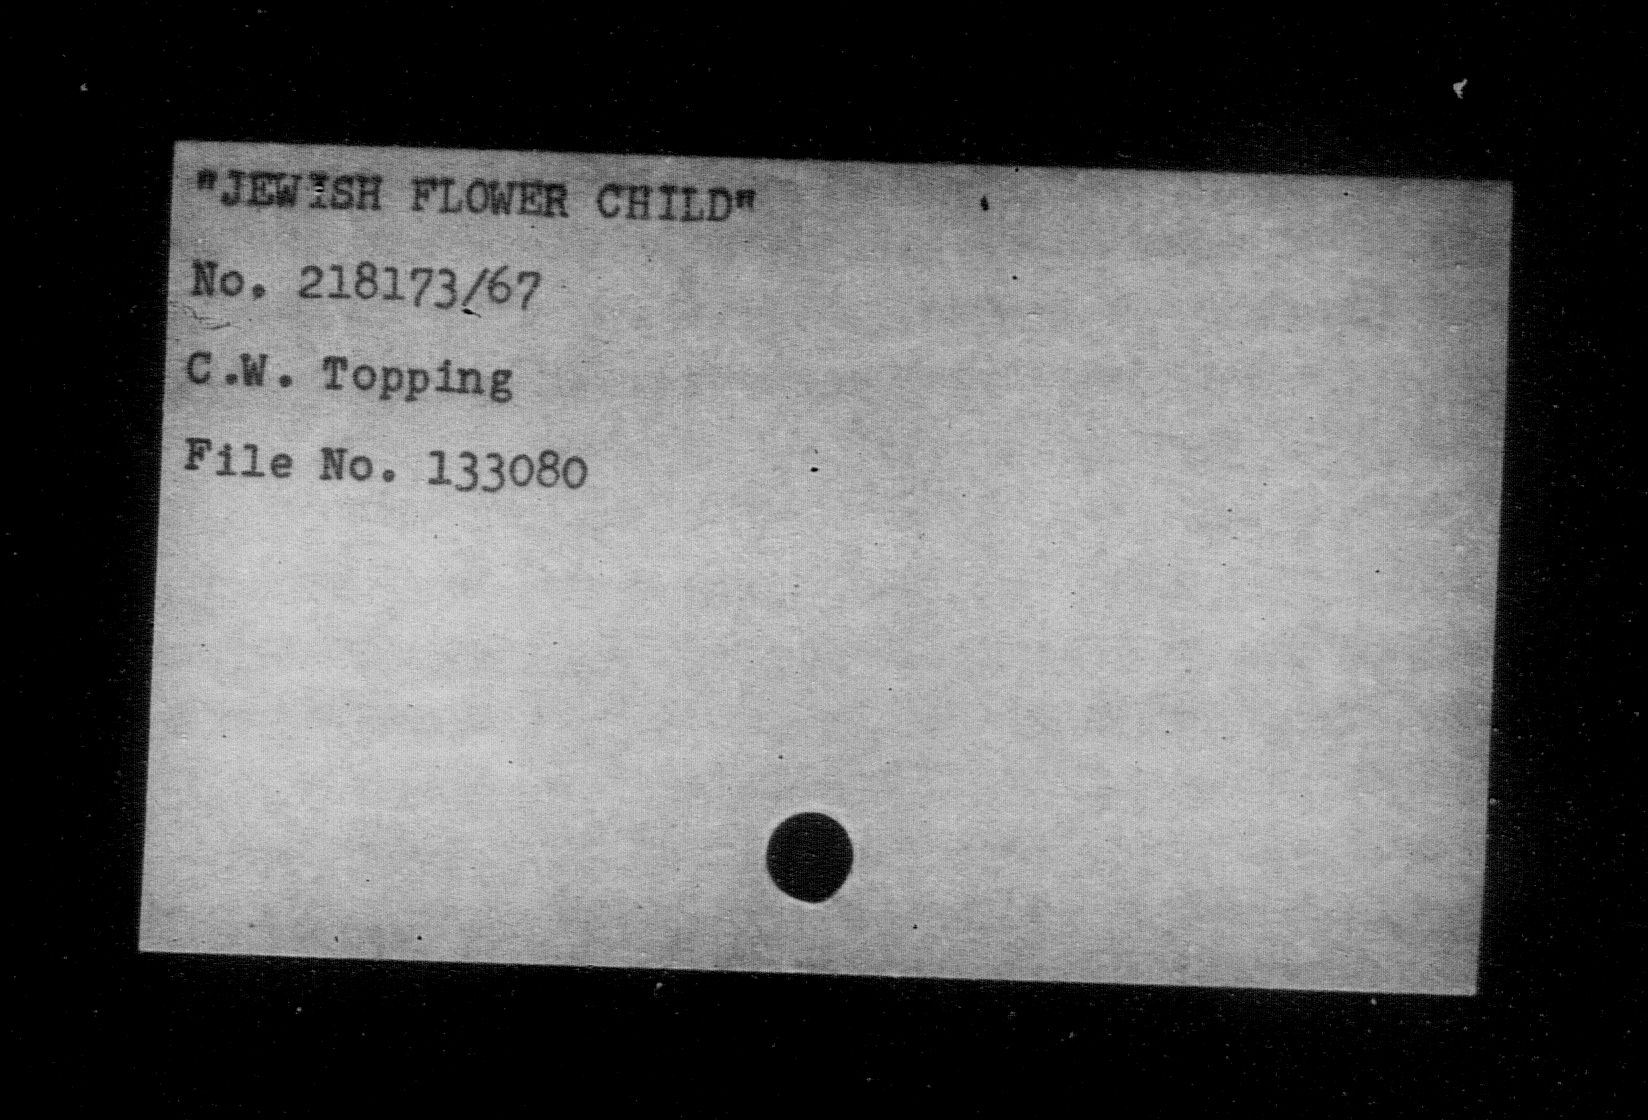 "JEWISH FLOWER CHILD"
No. 218173/67
C.W. Topping
File No. 133080